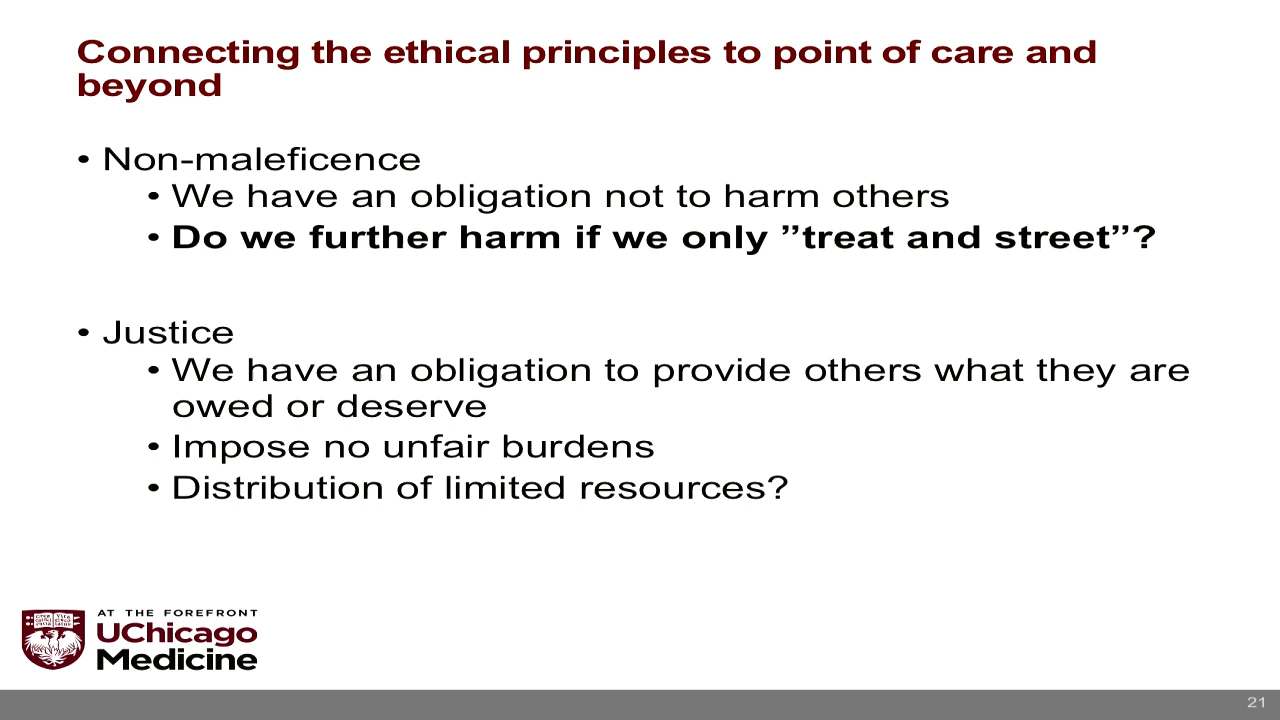 Connecting the ethical principles to point of care and
beyond
• Non-maleficence
• We have an obligation not to harm others
• Do we further harm if we only ”treat and street”?
• Justice
• We have an obligation to provide others what they are
owed or deserve
• Impose no unfair burdens
• Distribution of limited resources?
AT THE FOREFRONT
UChicago
Medicine
21